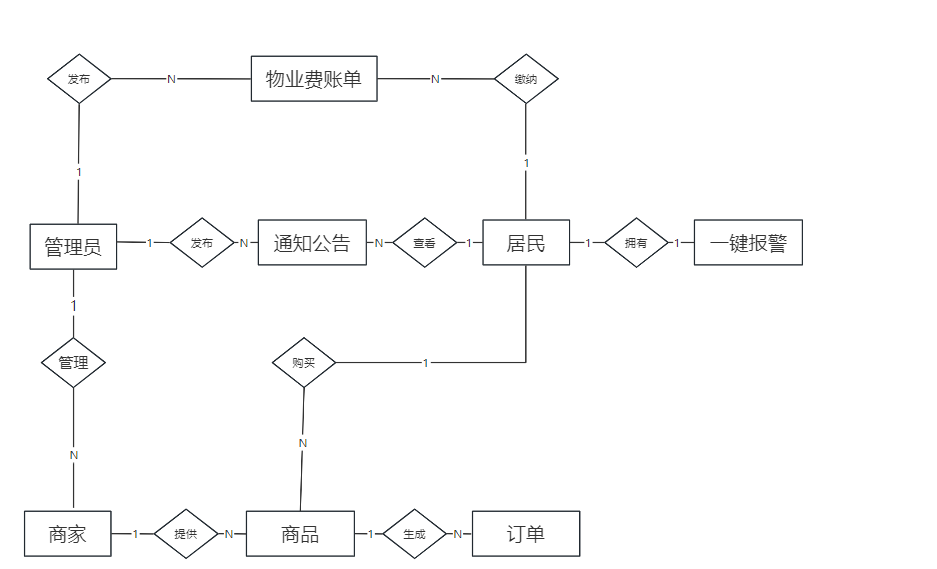 发布
N
物业费账单
N
缴纳
1
1
管理员
1
发布
N
通知公告
N
查看
1
居民
1
拥有
1
一键报警
1
管理
购买
1
N
N
商家
1
提供
N
商品
1
生成
N
订单